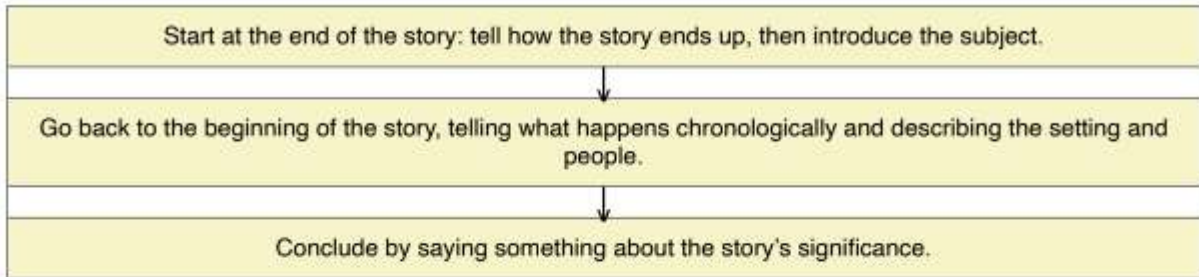 Start at the end of the story: tell how the story ends up, then introduce the subject.
Go back to the beginning of the story, telling what happens chronologically and describing the setting and
people.
Conclude by saying something about the story's significance.